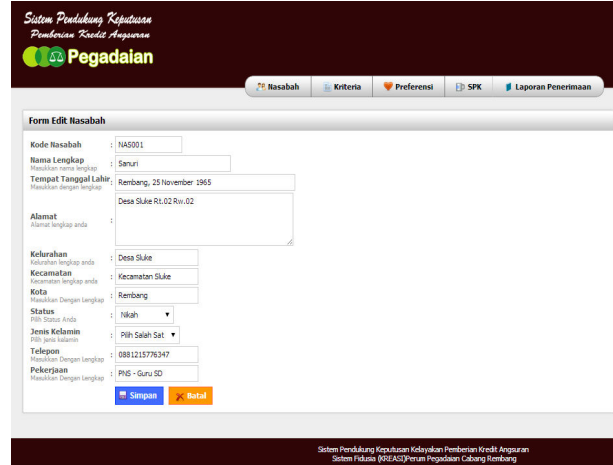 Sistem Pendukung Keputusan
Pemberian Kredit Angsuran
Pegadaian
Nasabah Kriteria Preferensi SPK Laporan Penerimaan
Form Edit Nasabah
Kode Nasabah : NAS001
Nama Lengkap : Sanuri
Masukkan nama lengkap
Tempat Tanggal Lahir : Rembang, 25 November 1965
Masukkan dengan lengkap
Desa Sluke Rt.02 Rw.02
Alamat :
Alamat lengkap anda
Kelurahan : Desa Sluke
Kelurahan lengkap anda
Kecamatan : Kecamatan Sluke
Kecamatan lengkap anda
Kota : Rembang
Masukkan Dengan Lengkap
Status : Nikah
Pilih Status Anda
Jenis Kelamin : Pilih Salah Sat
Pilih jenis kelamin
Telepon : 0881215776347
Masukkan Dengan Lengkap
Pekerjaan : PNS - Guru SD
Masukkan Dengan Lengkap
Simpan Batal
Sistem Pendukung Keputusan Kelayakan Pemberian Kredit Angsuran
Sistem Fidusia (KREASI)Perum Pegadaian Cabang Rembang